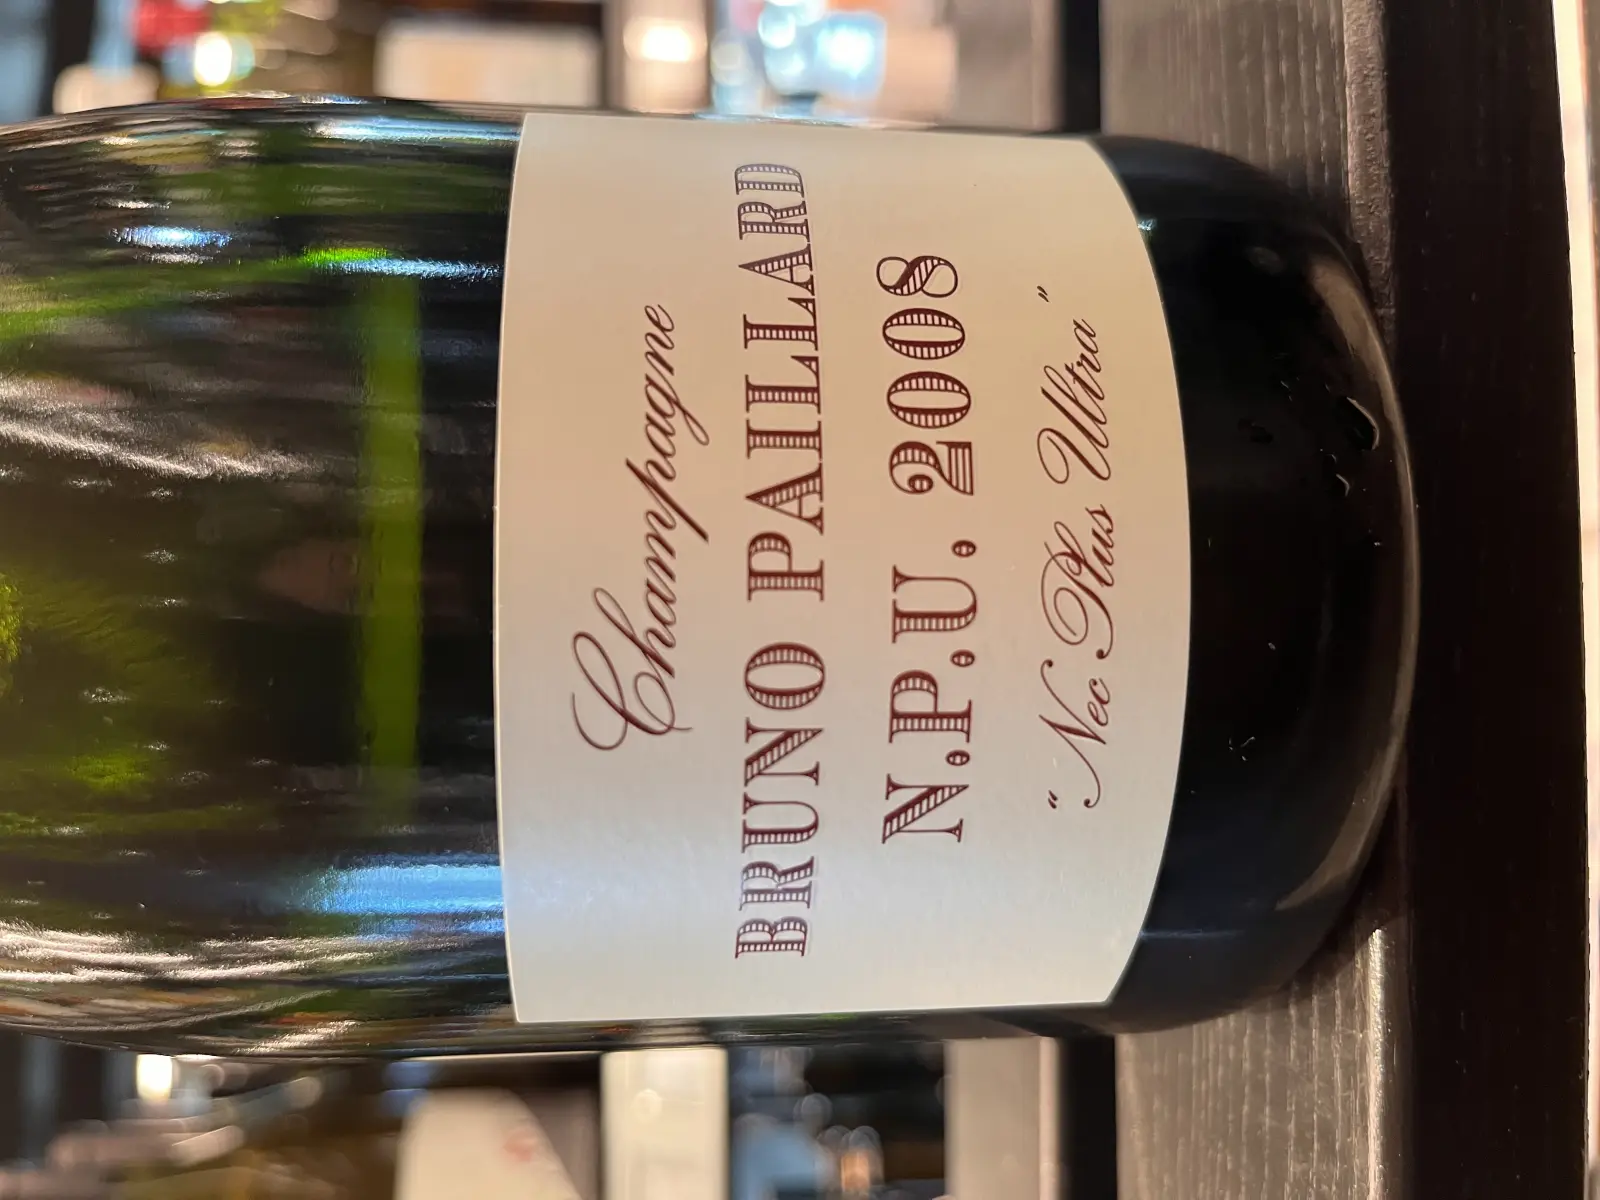 Champagne
BRUNO PAILLARD
N.P.U. 2008
" Nec Plus Ultra "